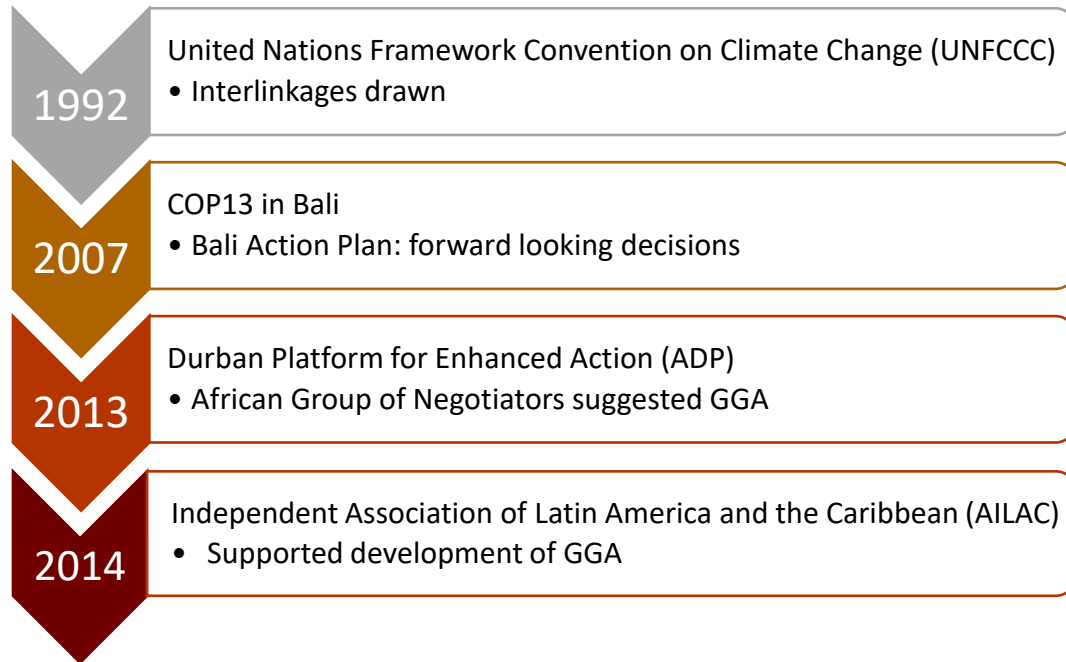 1992
United Nations Framework Convention on Climate Change (UNFCCC)
• Interlinkages drawn
2007
COP13 in Bali
• Bali Action Plan: forward looking decisions
2013
Durban Platform for Enhanced Action (ADP)
• African Group of Negotiators suggested GGA
2014
Independent Association of Latin America and the Caribbean (AILAC)
• Supported development of GGA